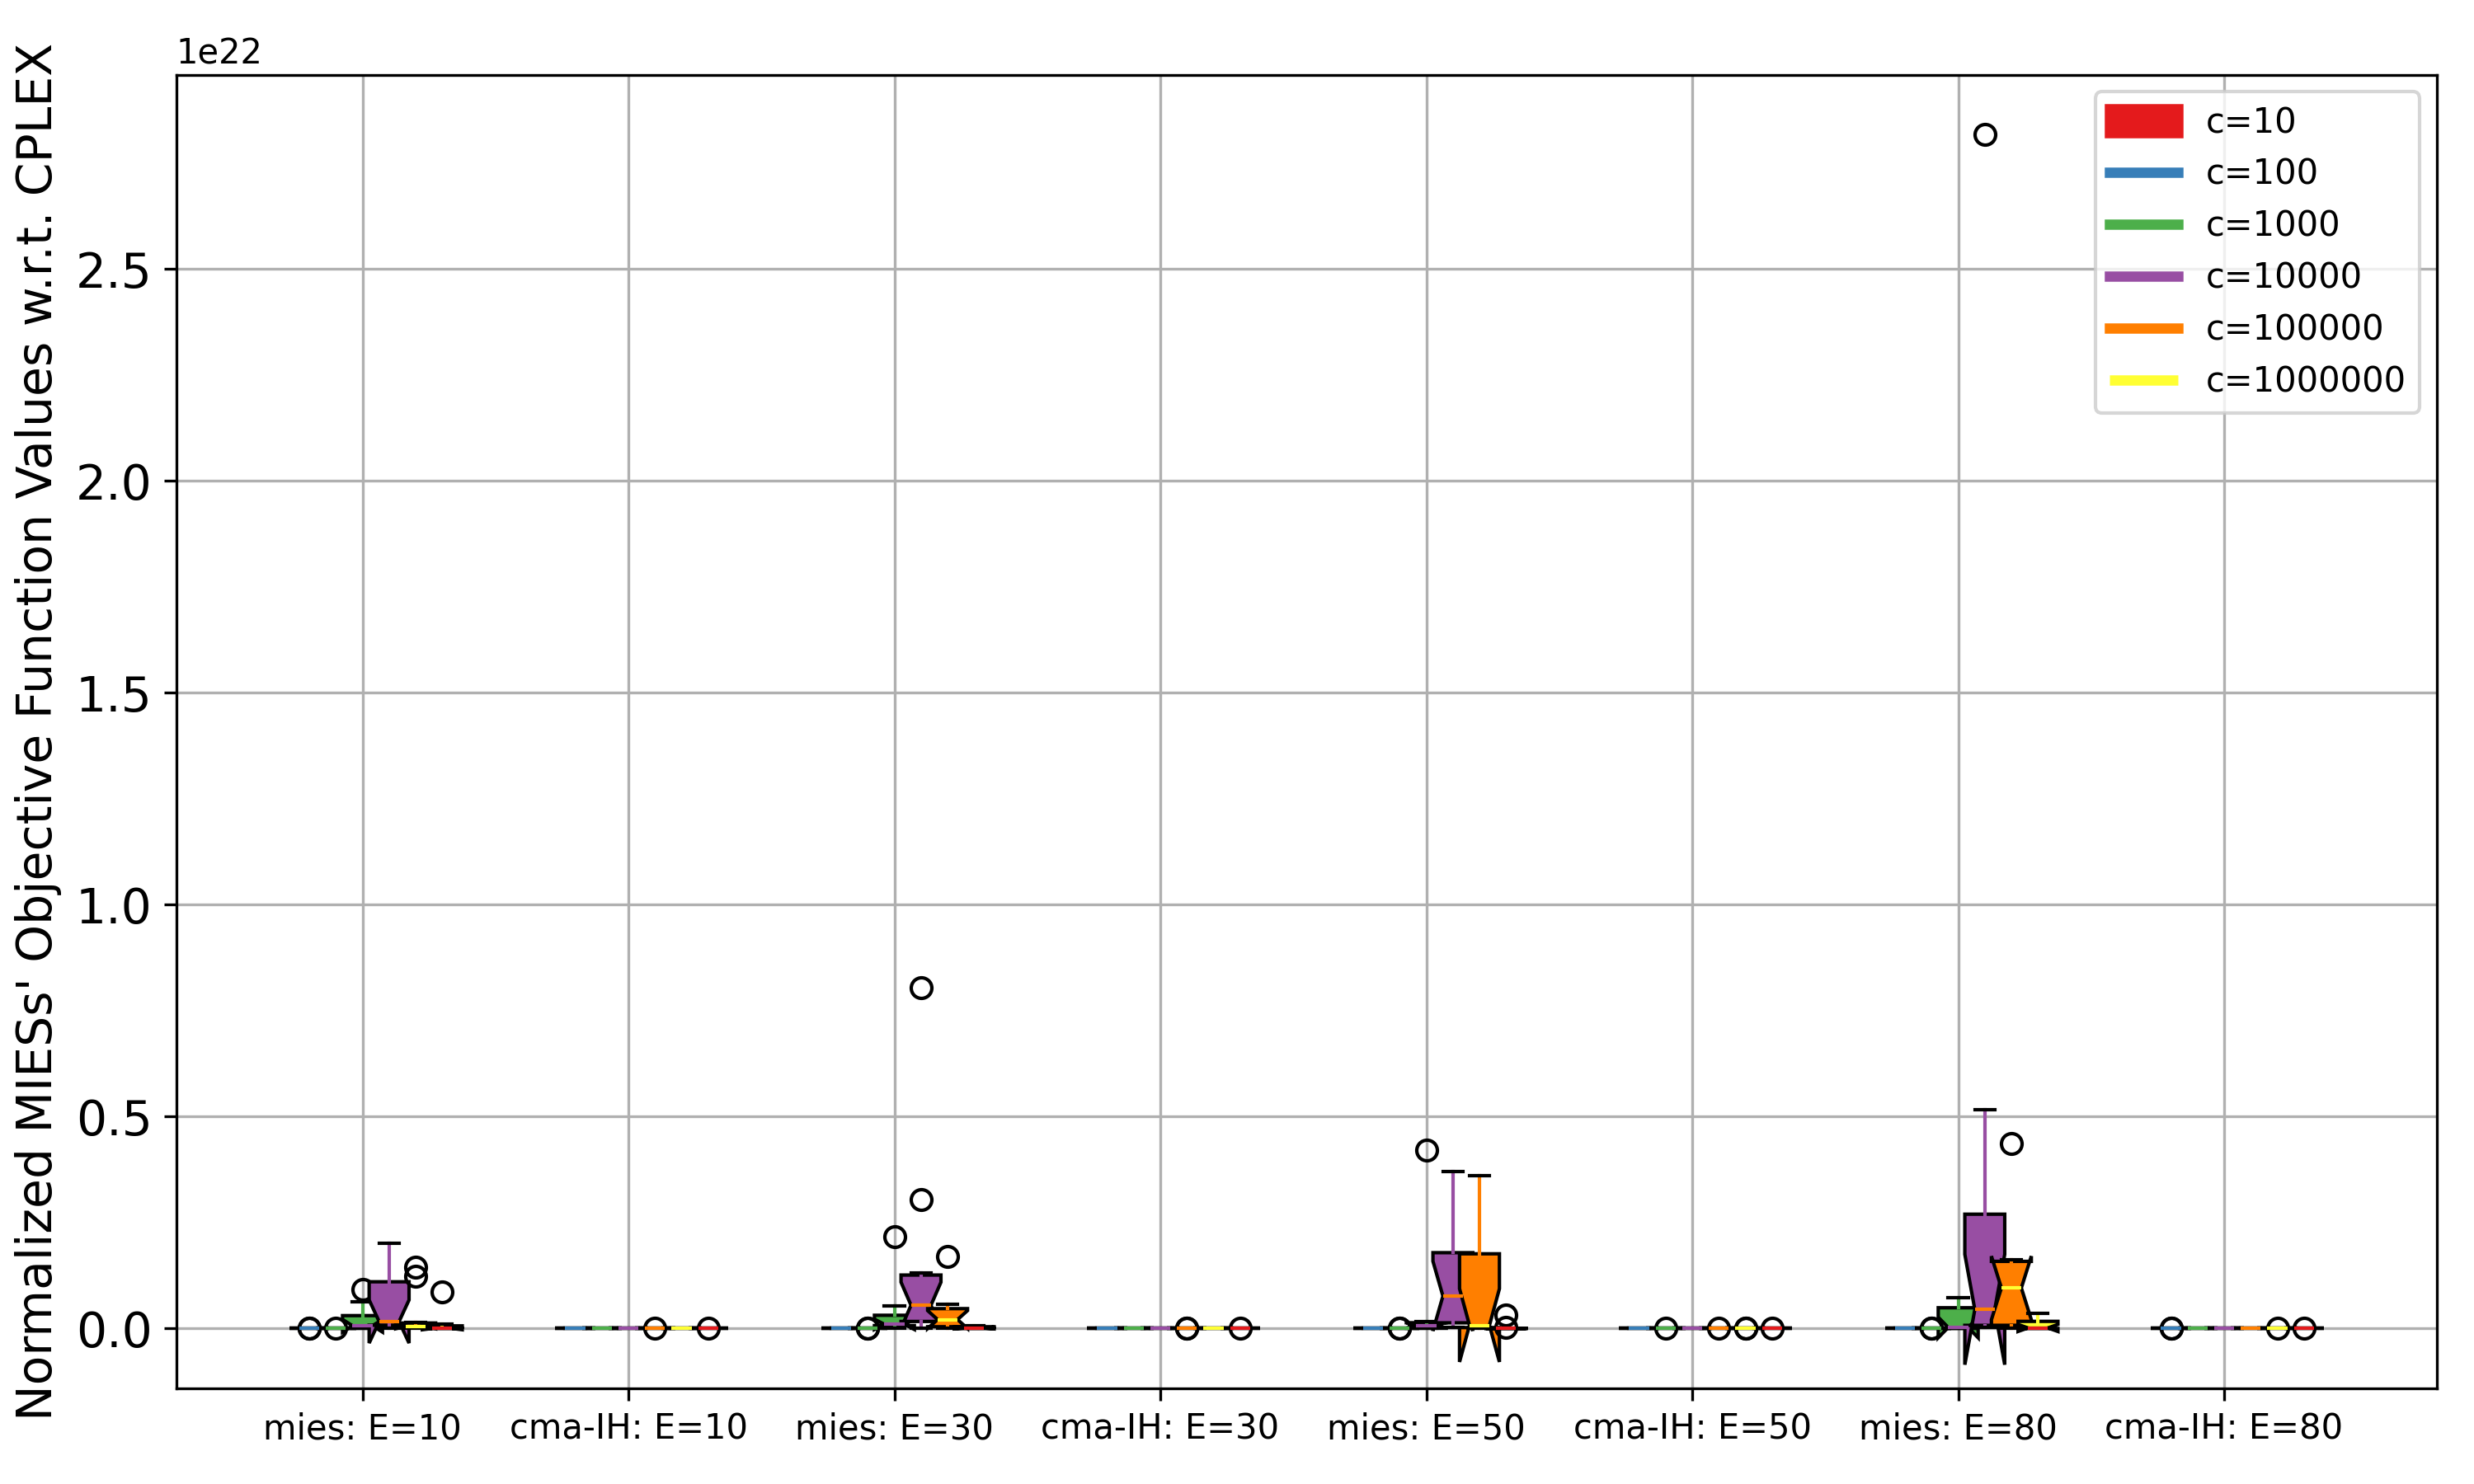 1e22
Normalized MIESs' Objective Function Values w.r.t. CPLEX
2.5
2.0
1.5
1.0
0.5
0.0
c=10
c=100
c=1000
c=10000
c=100000
c=1000000
mies: E=10
cma-IH: E=10
mies: E=30
cma-IH: E=30
mies: E=50
cma-IH: E=50
mies: E=80
cma-IH: E=80